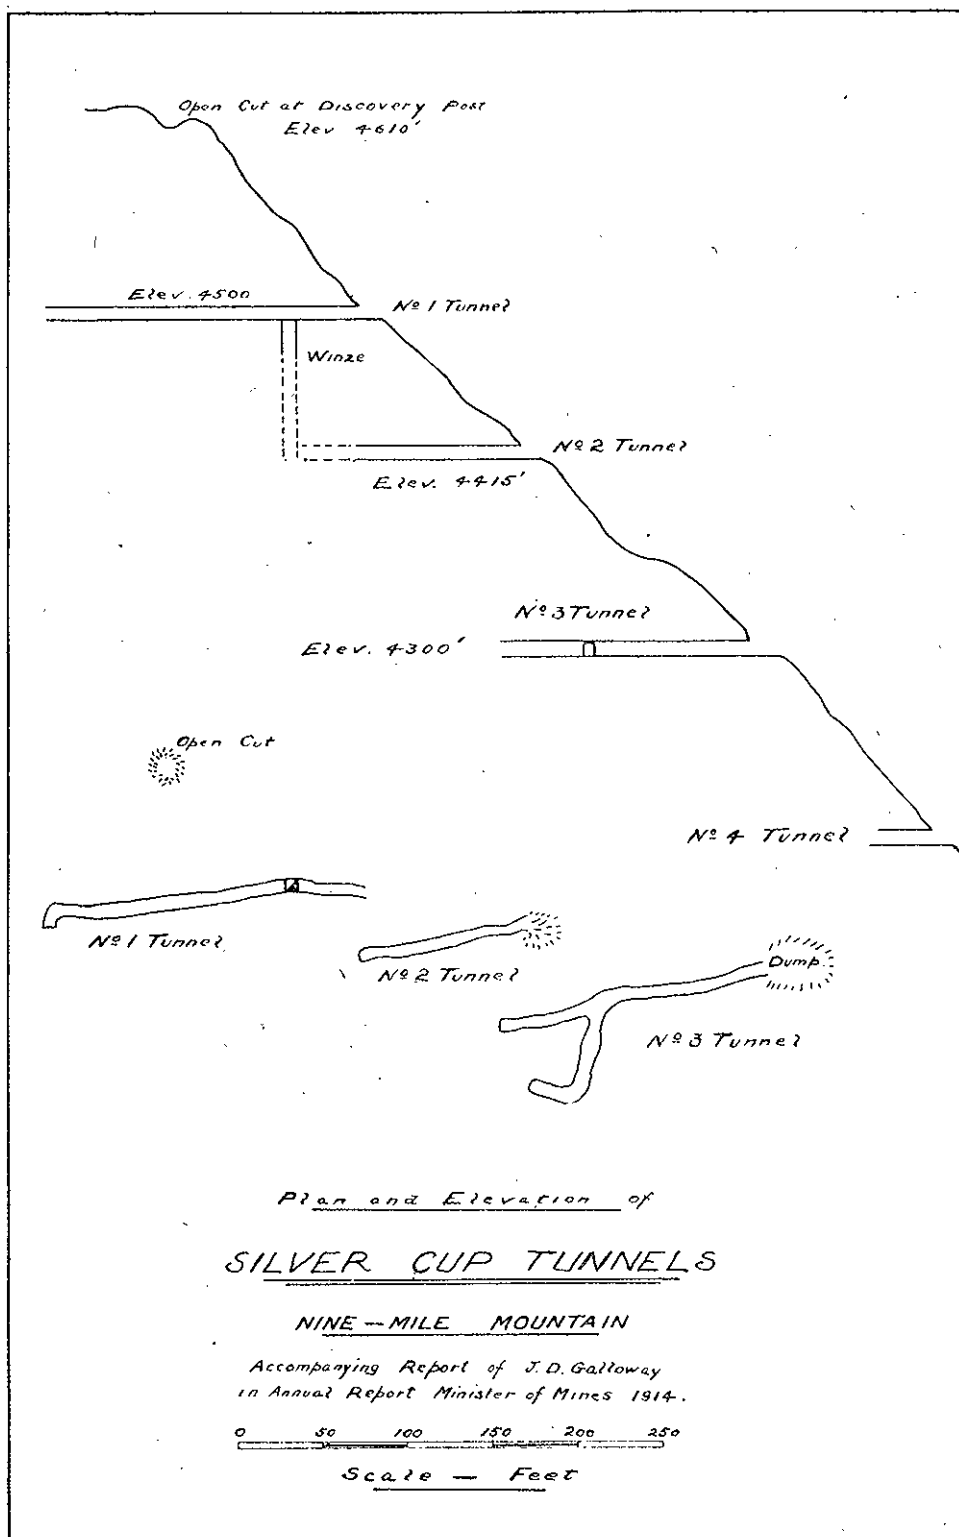 Open Cut at Discovery Post
Elev 4610'
Elev. 4500
Nº 1 Tunnel
Winze
Nº 2 Tunnel
Elev. 4415'
Nº 3 Tunnel
Elev. 4300'
Open Cut
Nº 4 Tunnel
Nº 1 Tunnel
Nº 2 Tunnel
Dump.
Nº 3 Tunnel
Plan and Elevation of
SILVER CUP TUNNELS
NINE-MILE MOUNTAIN
Accompanying Report of J. D. Galloway
in Annual Report Minister of Mines 1914.
0 50 100 150 200 250
Scale — Feet